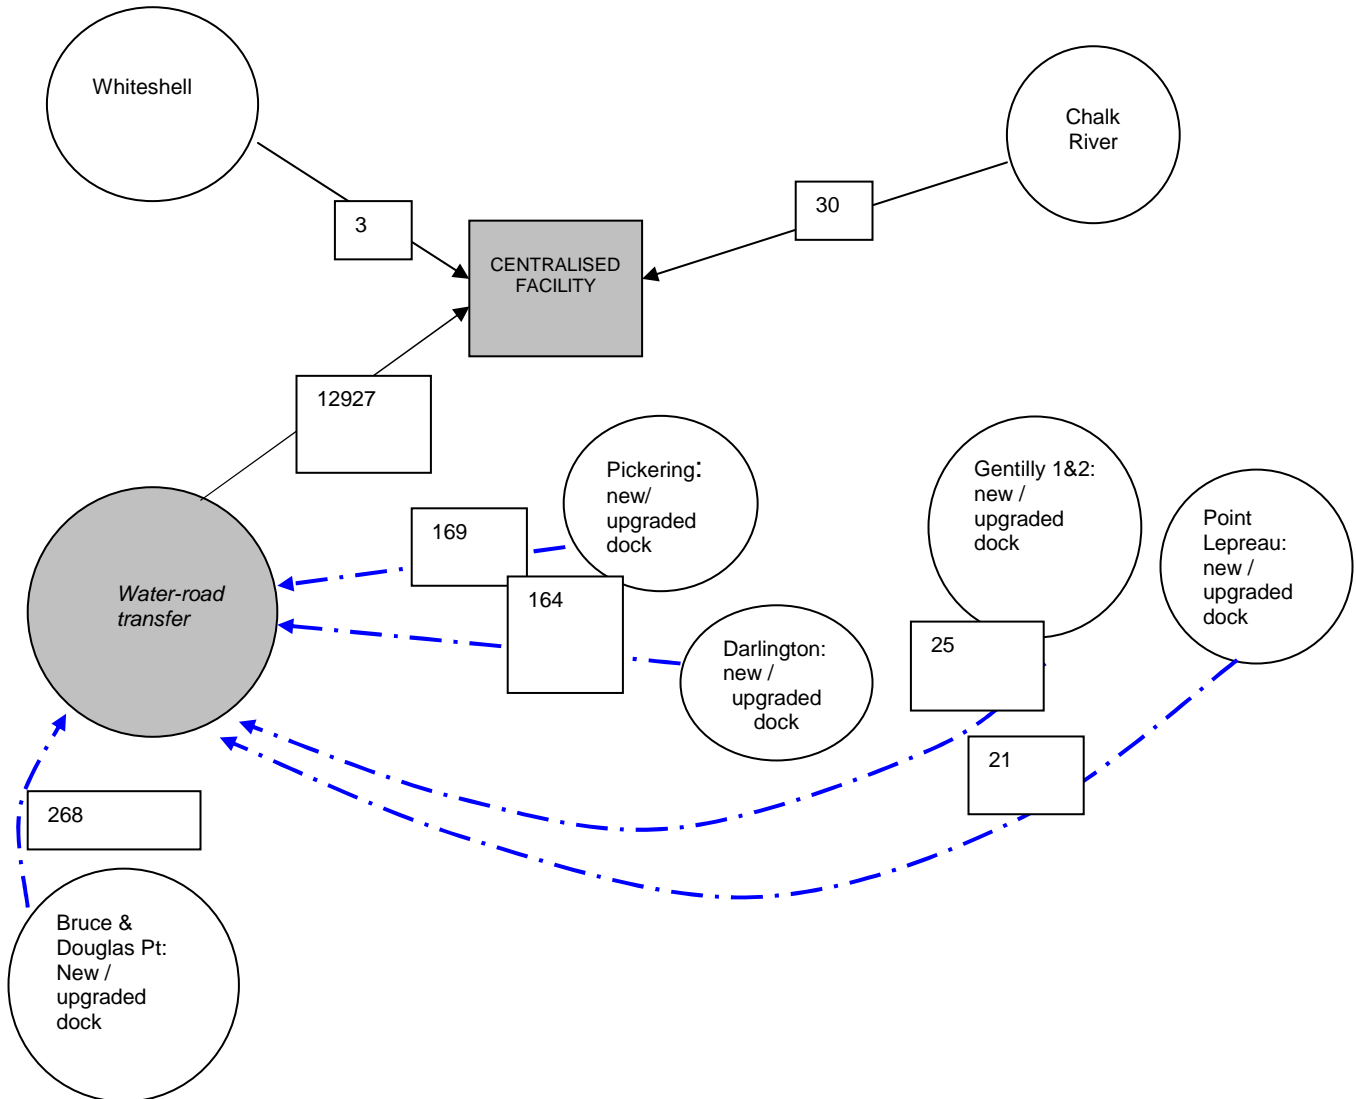 Whiteshell
Chalk
River
3
30
CENTRALISED
FACILITY
12927
Pickering:
new/
upgraded
dock
Gentilly 1&2:
new /
upgraded
dock
Point
Lepreau:
new /
upgraded
dock
169
164
Water-road
transfer
Darlington:
new /
upgraded
dock
25
21
268
Bruce &
Douglas Pt:
New /
upgraded
dock